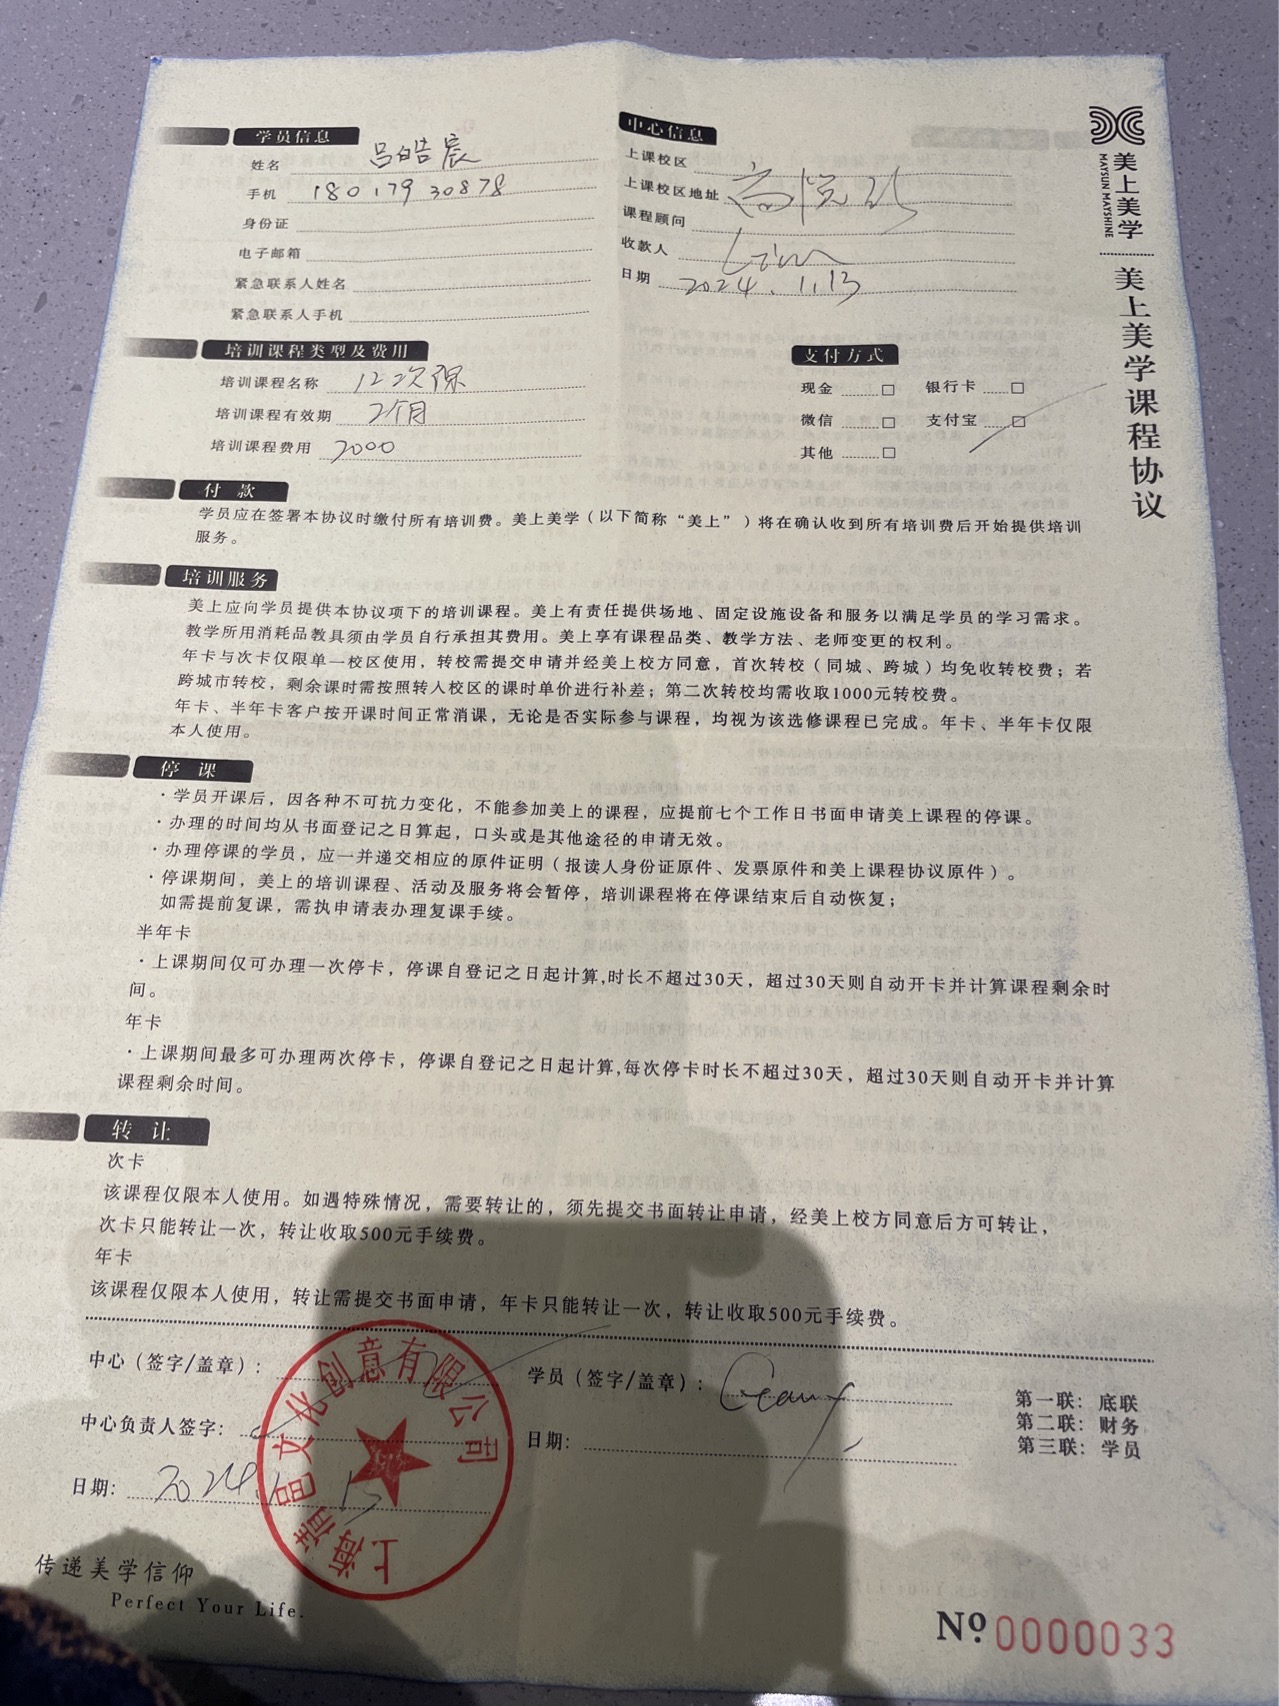 美上美学
MAYSUN MAYSHINE
美上美学课程协议
学员信息
姓名 吕皓宸
手机 18017930878
身份证
电子邮箱
紧急联系人姓名
紧急联系人手机
中心信息
上课校区
上课校区地址
课程顾问
收款人
日期 2024.1.13
培训课程类型及费用
培训课程名称 12次课
培训课程有效期 2个月
培训课程费用 2000
支付方式
现金 □ 银行卡 □
微信 □ 支付宝 □
其他 □
付款
学员应在签署本协议时缴付所有培训费。美上美学（以下简称“美上”）将在确认收到所有培训费后开始提供培训
服务。
培训服务
美上应向学员提供本协议项下的培训课程。美上有责任提供场地、固定设施设备和服务以满足学员的学习需求。
教学所用消耗品教具须由学员自行承担其费用。美上享有课程品类、教学方法、老师变更的权利。
年卡与次卡仅限单一校区使用，转校需提交申请并经美上校方同意，首次转校（同城、跨城）均免收转校费；若
跨城市转校，剩余课时需按照转入校区的课时单价进行补差；第二次转校均需收取1000元转校费。
年卡、半年卡客户按开课时间正常消课，无论是否实际参与课程，均视为该选修课程已完成。年卡、半年卡仅限
本人使用。
停课
·学员开课后，因各种不可抗力变化，不能参加美上的课程，应提前七个工作日书面申请美上课程的停课。
·办理的时间均从书面登记之日算起，口头或是其他途径的申请无效。
·办理停课的学员，应一并递交相应的原件证明（报读人身份证原件、发票原件和美上课程协议原件）。
·停课期间，美上的培训课程、活动及服务将会暂停，培训课程将在停课结束后自动恢复；
如需提前复课，需执申请表办理复课手续。
半年卡
·上课期间仅可办理一次停卡，停课自登记之日起计算,时长不超过30天，超过30天则自动开卡并计算课程剩余时
间。
年卡
·上课期间最多可办理两次停卡，停课自登记之日起计算,每次停卡时长不超过30天，超过30天则自动开卡并计算
课程剩余时间。
转让
次卡
该课程仅限本人使用。如遇特殊情况，需要转让的，须先提交书面转让申请，经美上校方同意后方可转让，
次卡只能转让一次，转让收取500元手续费。
年卡
该课程仅限本人使用，转让需提交书面申请，年卡只能转让一次，转让收取500元手续费。
中心（签字/盖章）：
学员（签字/盖章）：
中心负责人签字：
日期：
日期： 2024.1.13
第一联：底联
第二联：财务
第三联：学员
文化创意有限公司
上海
传递美学信仰
Perfect Your Life.
Nº 0000033